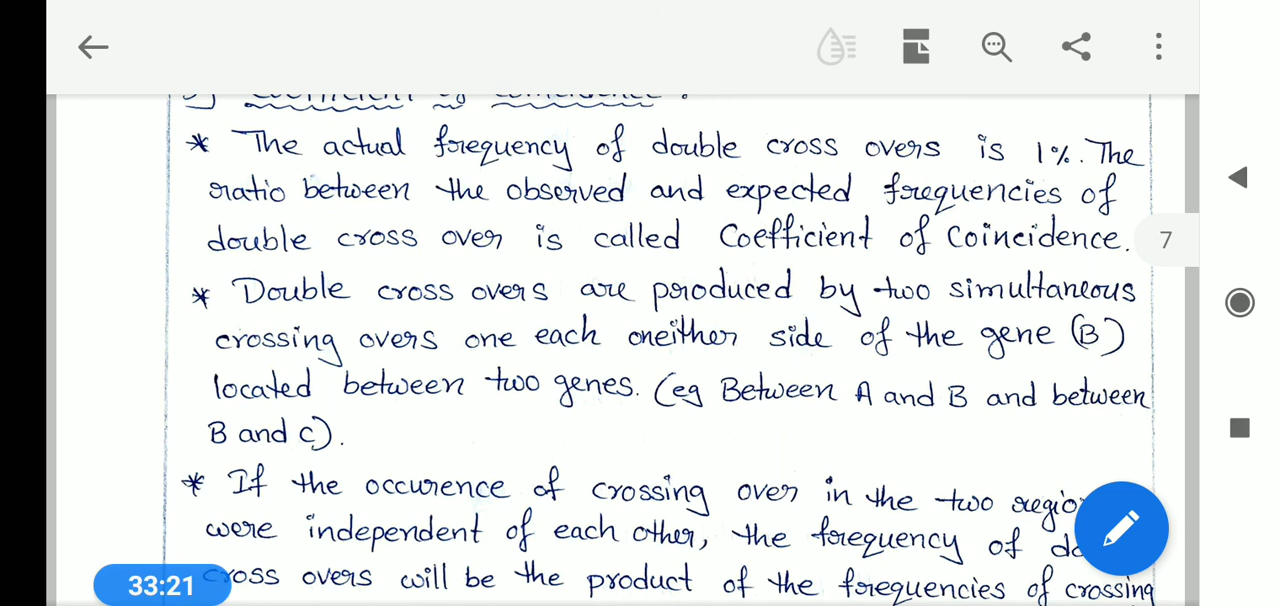 * The actual frequency of double cross overs is 1%. The
ratio between the observed and expected frequencies of
double cross over is called Coefficient of Coincidence.
7
* Double cross overs are produced by two simultaneous
crossing overs one each oneither side of the gene (B)
located between two genes. (eg Between A and B and between
B and C).
* If the occurence of crossing over in the two
were independent of each other, the frequency of
cross overs will be the product of the frequencies of crossing
33:21